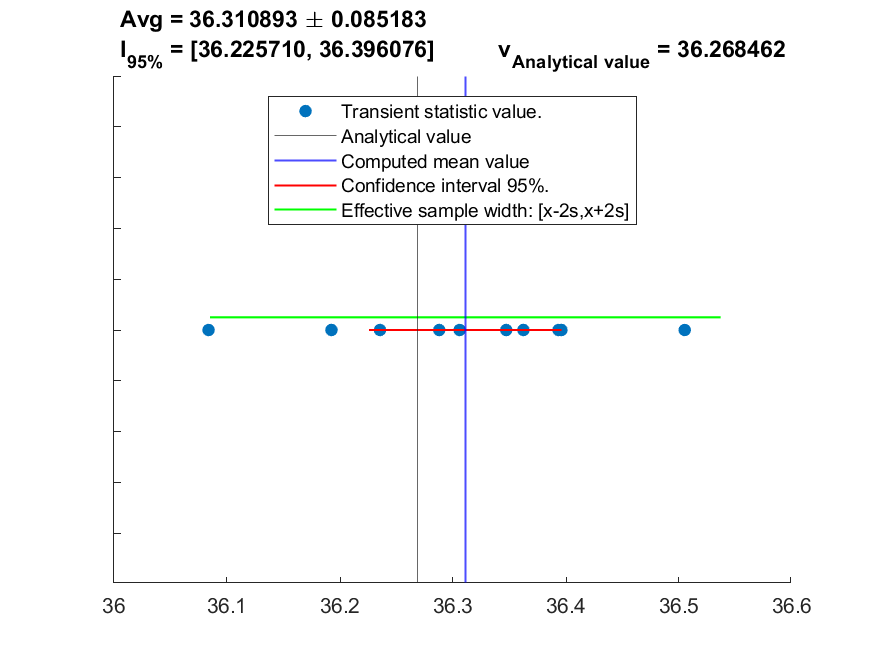 Avg = 36.310893 ± 0.085183
I95% = [36.225710, 36.396076] vAnalytical value = 36.268462
Transient statistic value.
Analytical value
Computed mean value
Confidence interval 95%.
Effective sample width: [x-2s,x+2s]
36 36.1 36.2 36.3 36.4 36.5 36.6